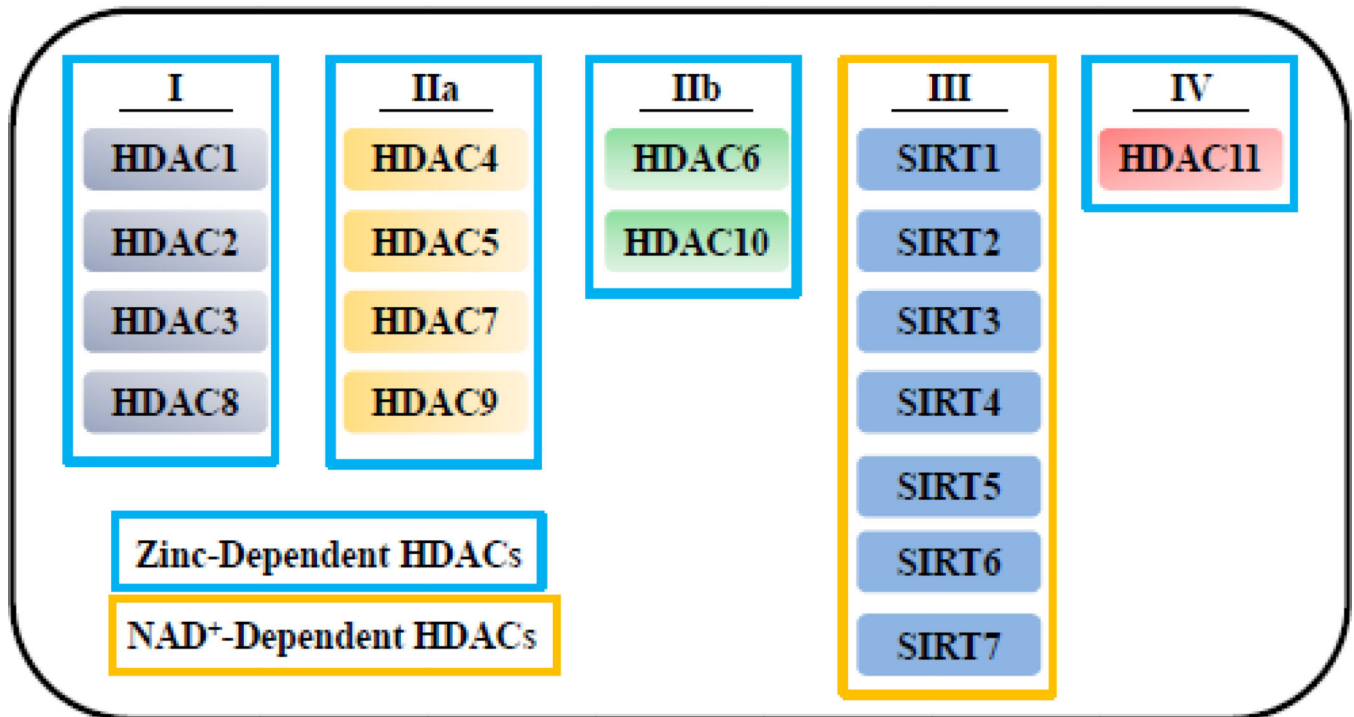 I
HDAC1
HDAC2
HDAC3
HDAC8
IIa
HDAC4
HDAC5
HDAC7
HDAC9
IIb
HDAC6
HDAC10
III
SIRT1
SIRT2
SIRT3
SIRT4
SIRT5
SIRT6
SIRT7
IV
HDAC11
Zinc-Dependent HDACs
NAD⁺-Dependent HDACs